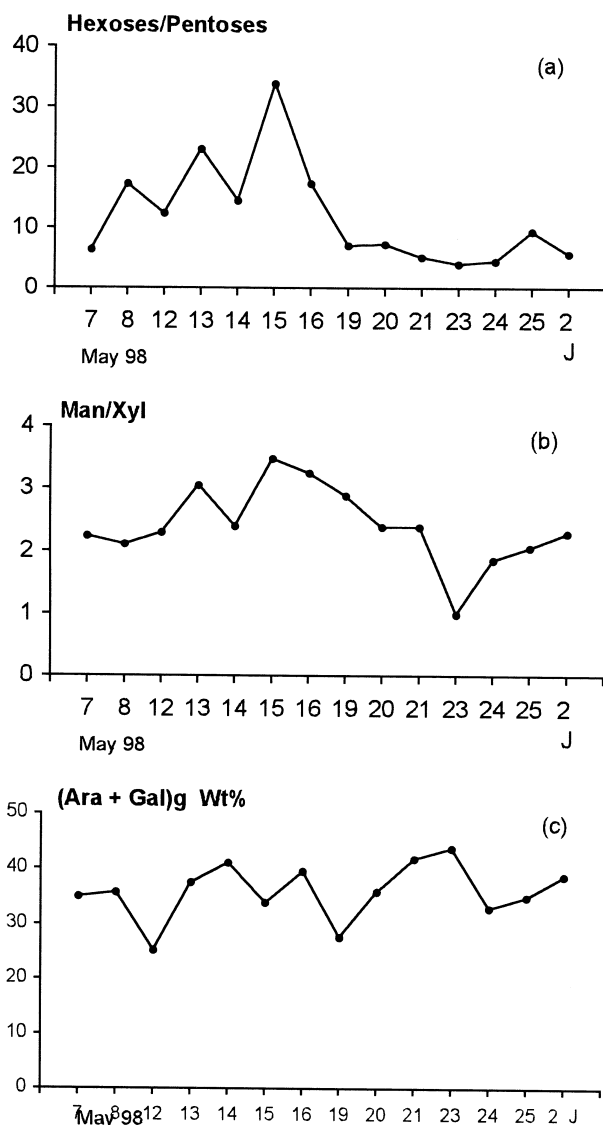 Hexoses/Pentoses
(a)
40
30
20
10
0
7 8 12 13 14 15 16 19 20 21 23 24 25 2
May 98 J
Man/Xyl
(b)
4
3
2
1
0
7 8 12 13 14 15 16 19 20 21 23 24 25 2
May 98 J
(Ara + Gal)g Wt%
(c)
50
40
30
20
10
0
7 8 12 13 14 15 16 19 20 21 23 24 25 2 J
May 98